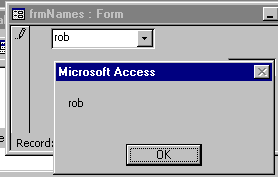 frmNames : Form
rob
Microsoft Access
rob
OK
Record: